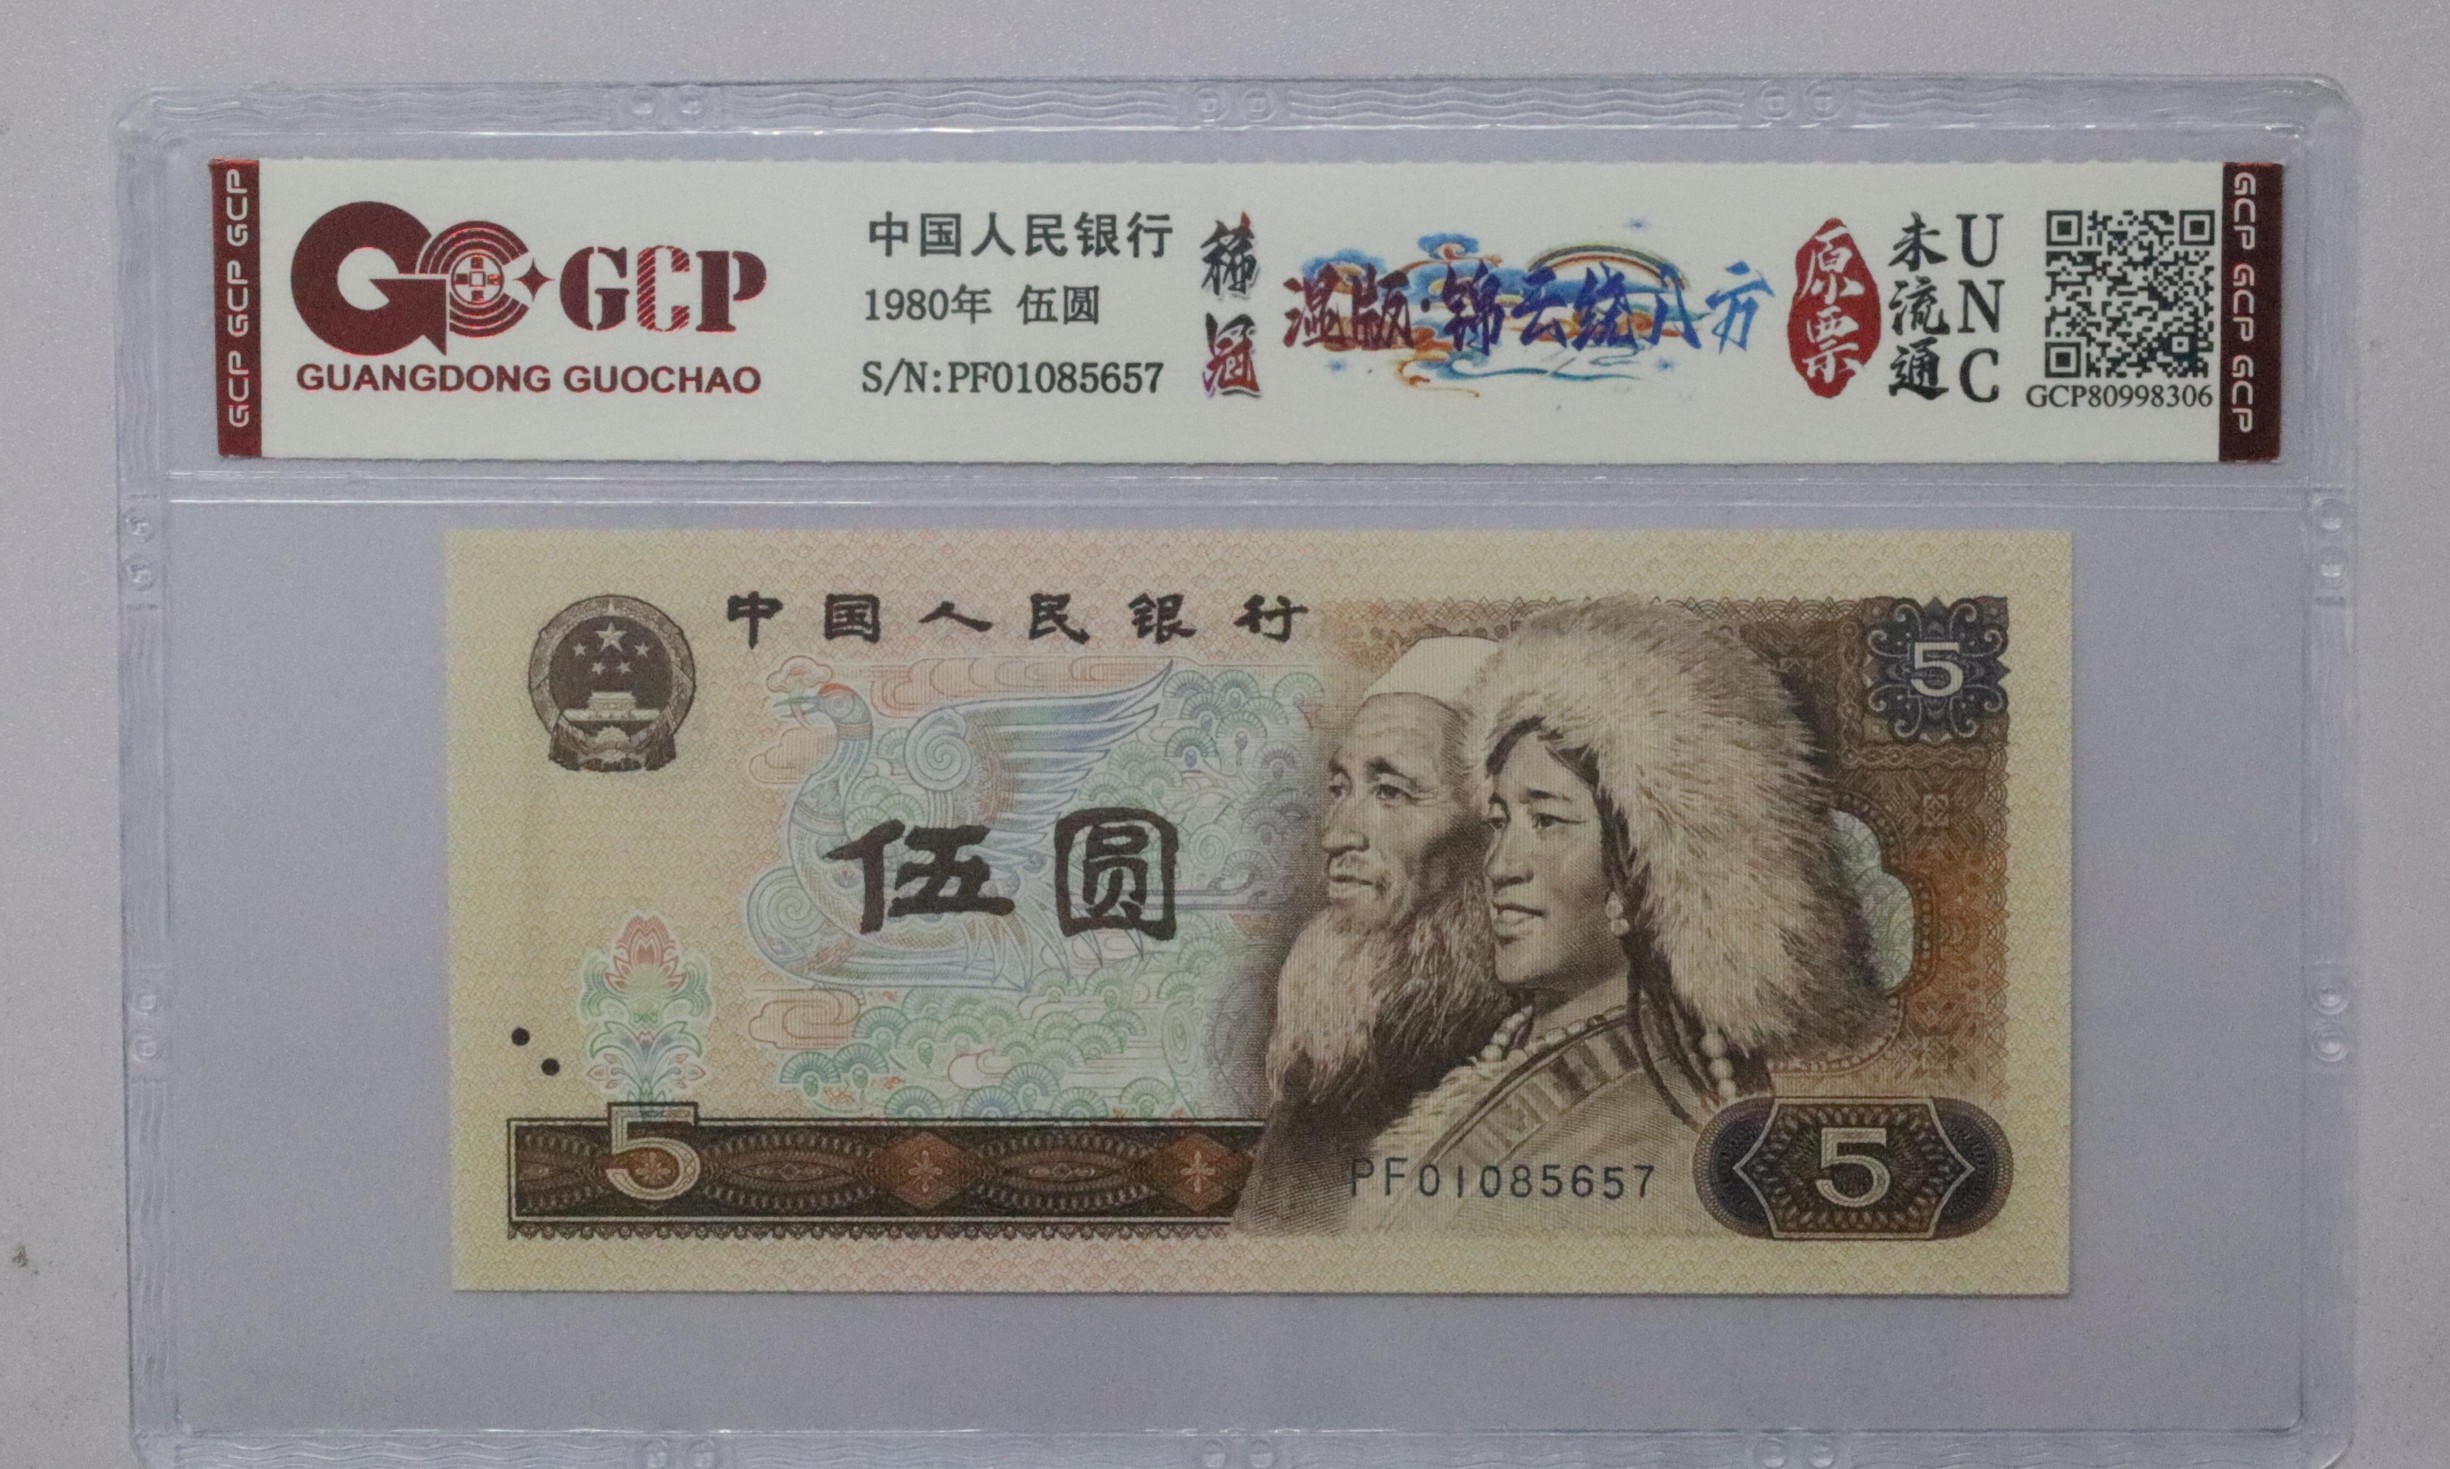 GCP GCP GCP
GCP
GUANGDONG GUOCHAO
中国人民银行
1980年 伍圆
S/N:PF01085657
稀冠
温版·锦云绕八方
原票
未流通
UNC
GCP80998306
GCP GCP GCP
中国人民银行
5
伍圆
5
PF01085657
5